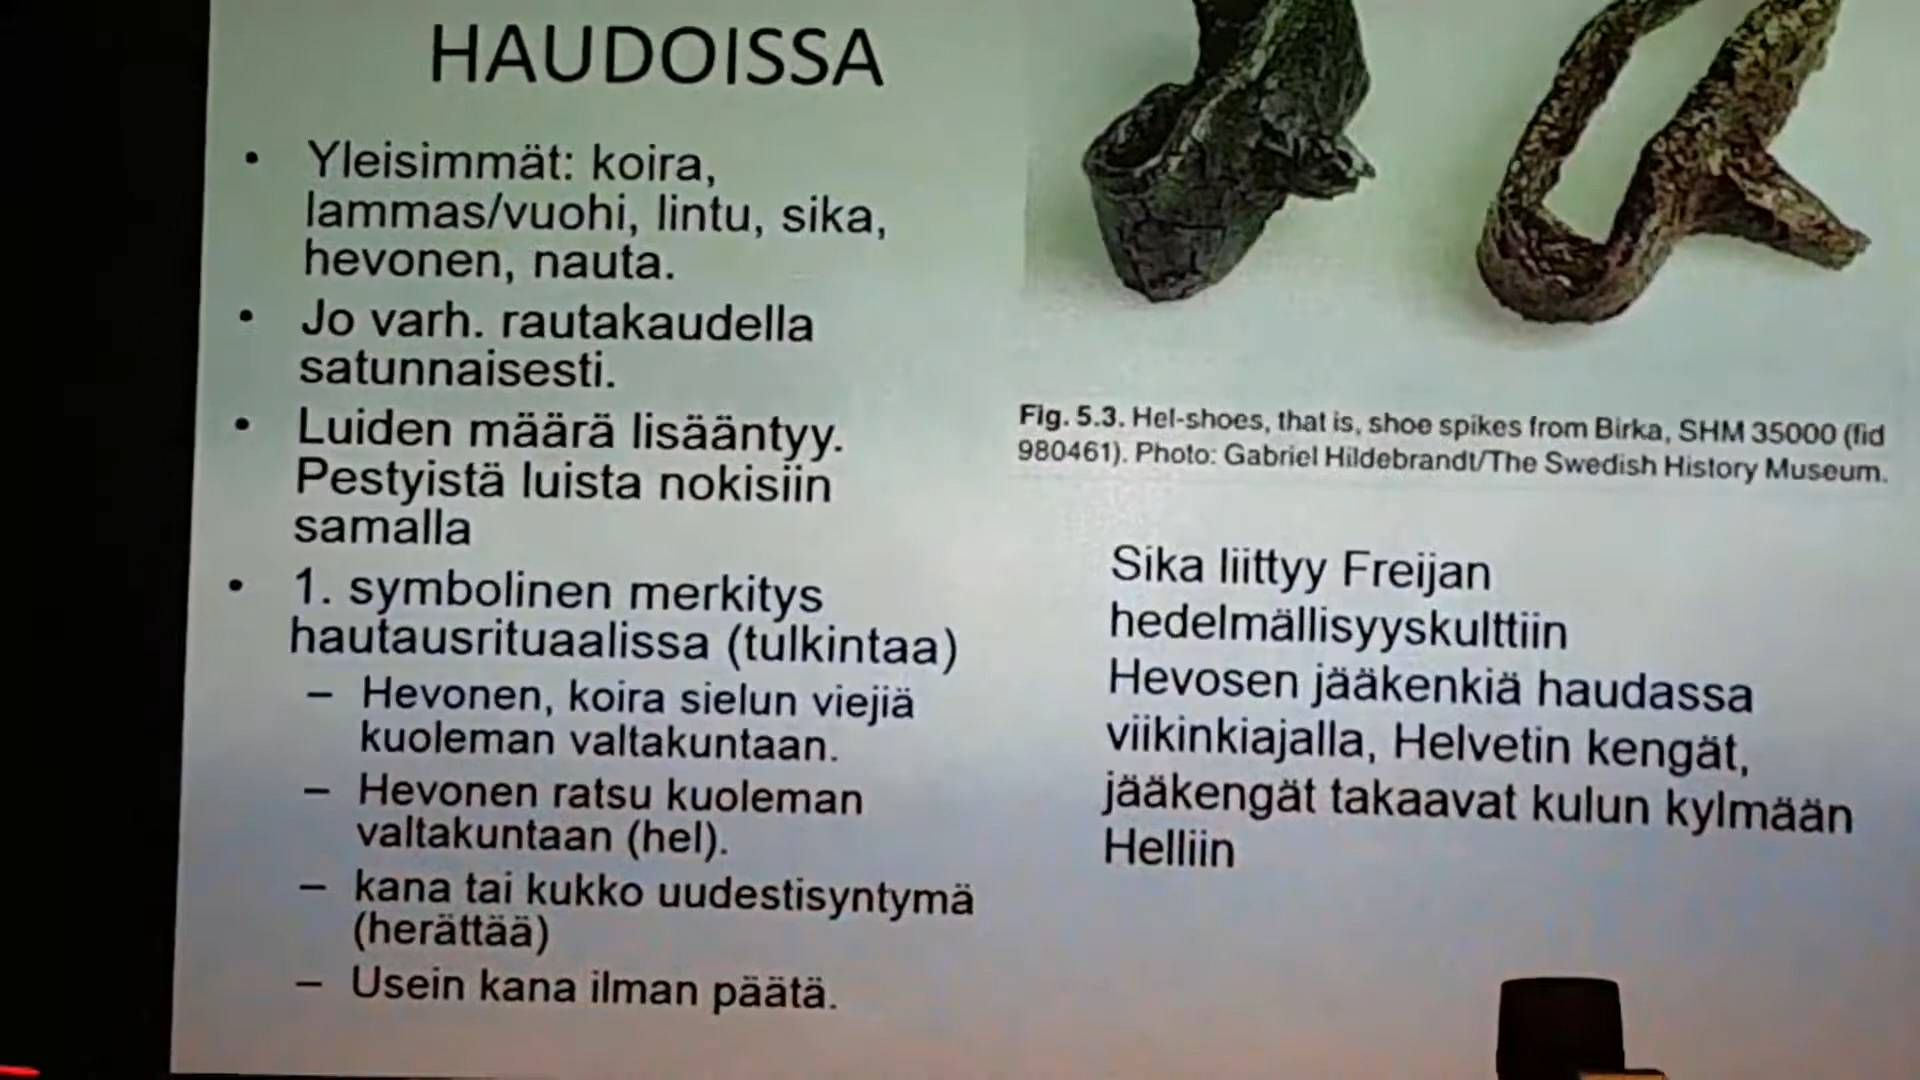 HAUDOISSA
• Yleisimmät: koira,
lammas/vuohi, lintu, sika,
hevonen, nauta.
• Jo varh. rautakaudella
satunnaisesti.
• Luiden määrä lisääntyy.
Pestyistä luista nokisiin
samalla
• 1. symbolinen merkitys
hautausrituaalissa (tulkintaa)
– Hevonen, koira sielun viejiä
kuoleman valtakuntaan.
– Hevonen ratsu kuoleman
valtakuntaan (hel).
– kana tai kukko uudestisyntymä
(herättää)
– Usein kana ilman päätä.
Fig. 5.3. Hel-shoes, that is, shoe spikes from Birka, SHM 35000 (fid
980461). Photo: Gabriel Hildebrandt/The Swedish History Museum.
Sika liittyy Freijan
hedelmällisyyskulttiin
Hevosen jääkenkiä haudassa
viikinkiajalla, Helvetin kengät,
jääkengät takaavat kulun kylmään
Helliin